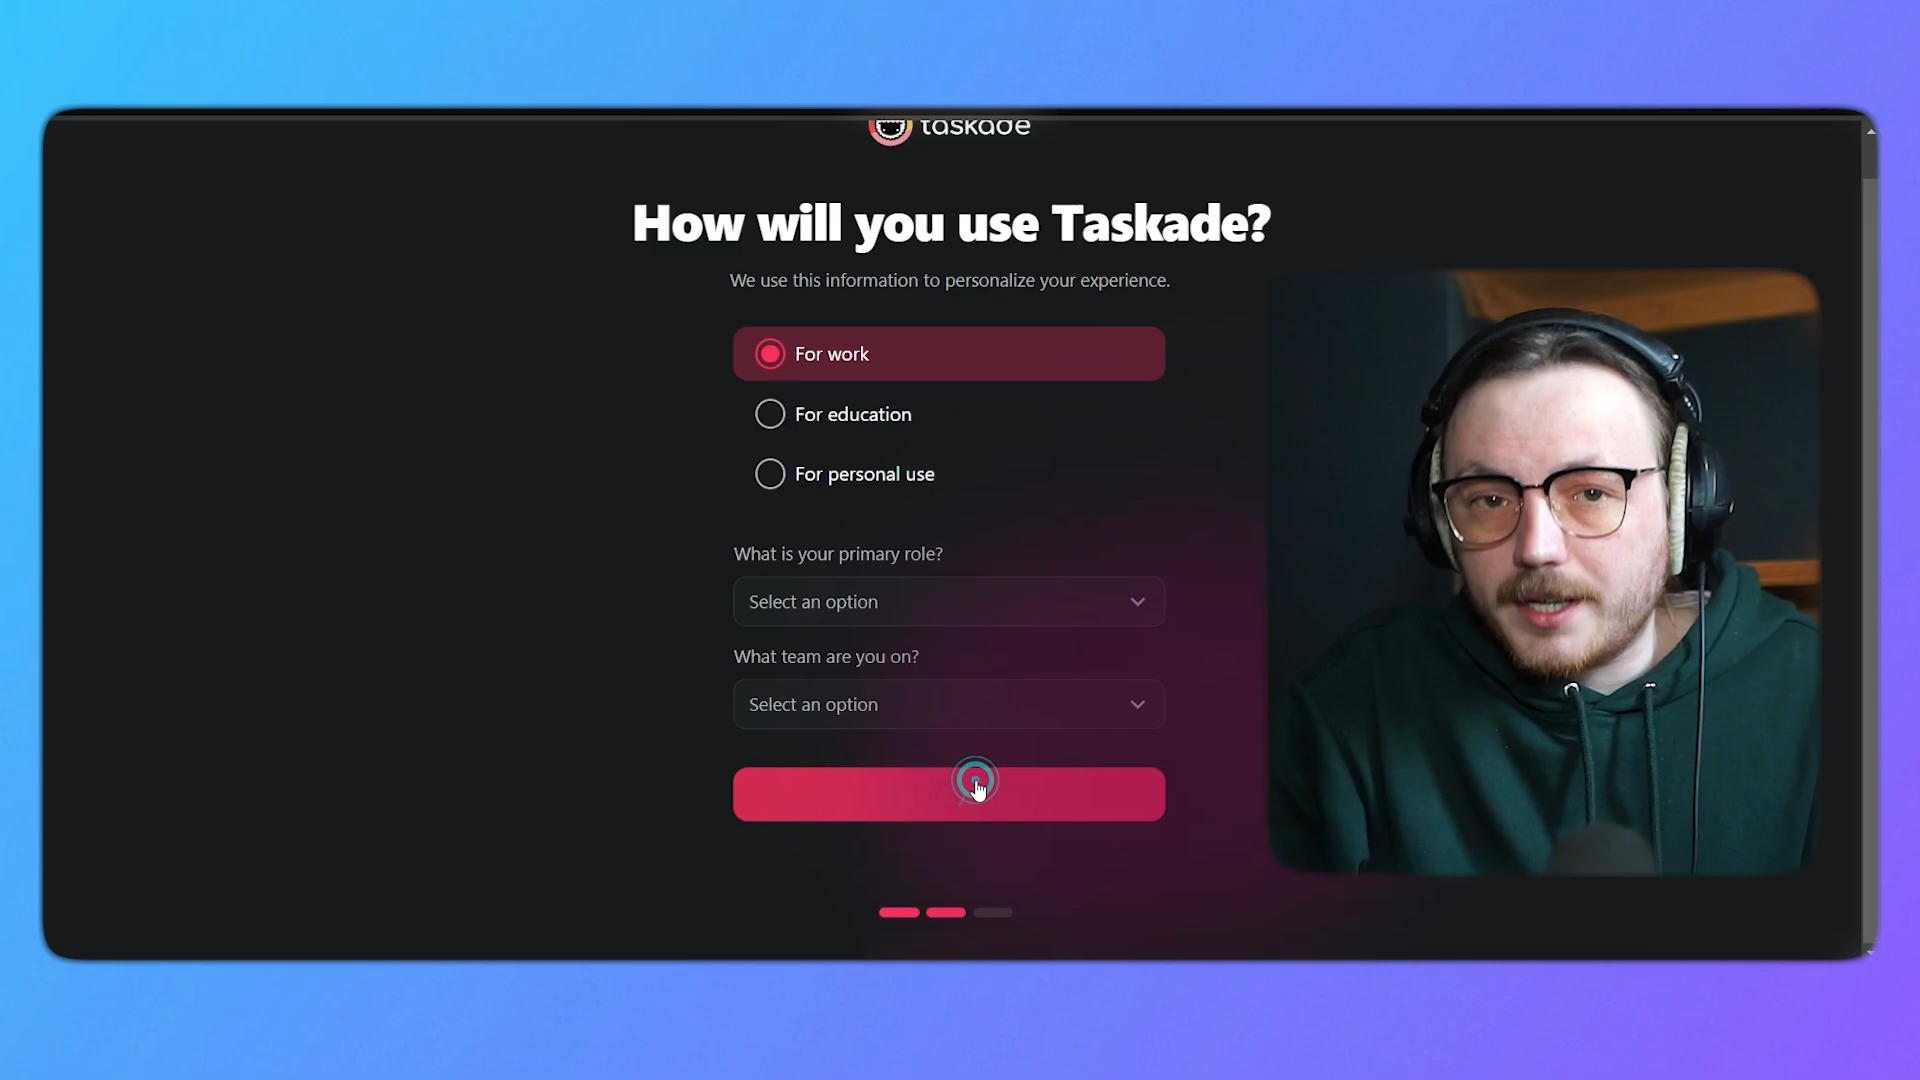 taskade
How will you use Taskade?
We use this information to personalize your experience.
For work
For education
For personal use
What is your primary role?
Select an option
What team are you on?
Select an option